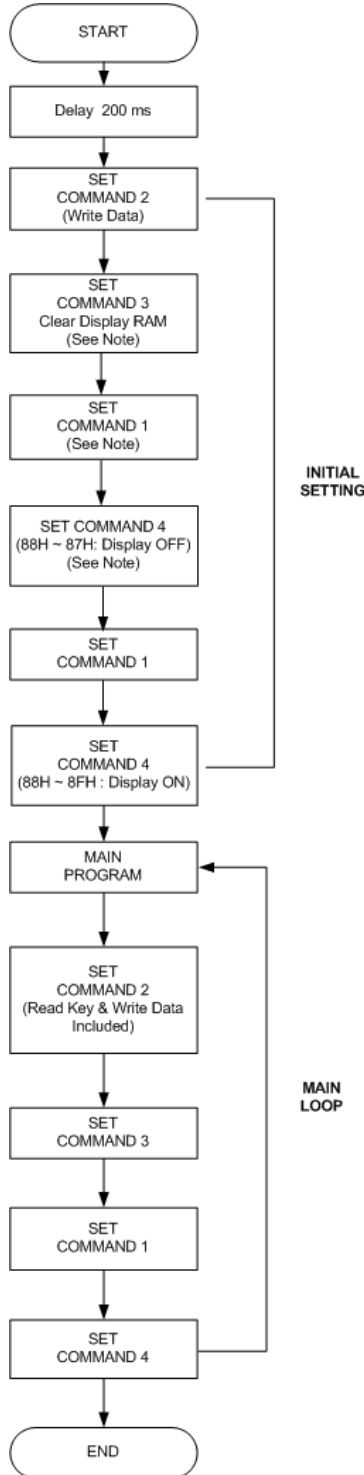 START
Delay 200 ms
SET
COMMAND 2
(Write Data)
SET
COMMAND 3
Clear Display RAM
(See Note)
SET
COMMAND 1
(See Note)
INITIAL
SETTING
SET COMMAND 4
(88H ~ 87H: Display OFF)
(See Note)
SET
COMMAND 1
SET
COMMAND 4
(88H ~ 8FH : Display ON)
MAIN
PROGRAM
SET
COMMAND 2
(Read Key & Write Data
Included)
MAIN
LOOP
SET
COMMAND 3
SET
COMMAND 1
SET
COMMAND 4
END